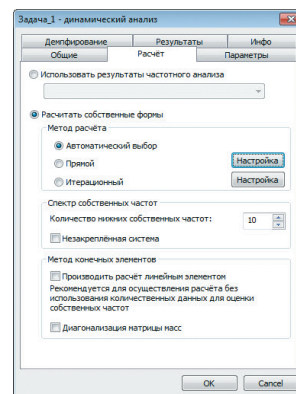 Задача_1 - динамический анализ
Демпфирование Результаты Инфо
Общие Расчёт Параметры
Использовать результаты частотного анализа
Расчитать собственные формы
Метод расчёта
Автоматический выбор
Прямой Настройка
Итерационный Настройка
Спектр собственных частот
Количество нижних собственных частот: 10
Незакреплённая система
Метод конечных элементов
Производить расчёт линейным элементом
Рекомендуется для осуществления расчёта без
использования количественных данных для оценки
собственных частот
Диагонализация матрицы масс
OK Cancel